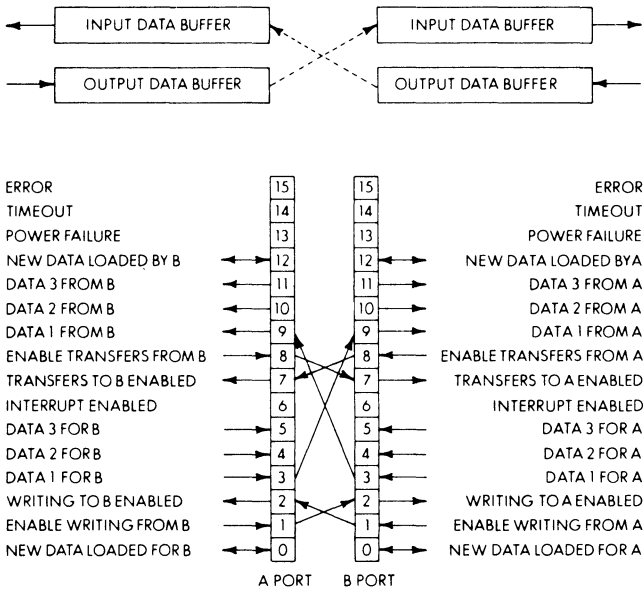 INPUT DATA BUFFER INPUT DATA BUFFER
OUTPUT DATA BUFFER OUTPUT DATA BUFFER
ERROR 15 15 ERROR
TIMEOUT 14 14 TIMEOUT
POWER FAILURE 13 13 POWER FAILURE
NEW DATA LOADED BY B 12 12 NEW DATA LOADED BY A
DATA 3 FROM B 11 11 DATA 3 FROM A
DATA 2 FROM B 10 10 DATA 2 FROM A
DATA 1 FROM B 9 9 DATA 1 FROM A
ENABLE TRANSFERS FROM B 8 8 ENABLE TRANSFERS FROM A
TRANSFERS TO B ENABLED 7 7 TRANSFERS TO A ENABLED
INTERRUPT ENABLED 6 6 INTERRUPT ENABLED
DATA 3 FOR B 5 5 DATA 3 FOR A
DATA 2 FOR B 4 4 DATA 2 FOR A
DATA 1 FOR B 3 3 DATA 1 FOR A
WRITING TO B ENABLED 2 2 WRITING TO A ENABLED
ENABLE WRITING FROM B 1 1 ENABLE WRITING FROM A
NEW DATA LOADED FOR B 0 0 NEW DATA LOADED FOR A
A PORT B PORT